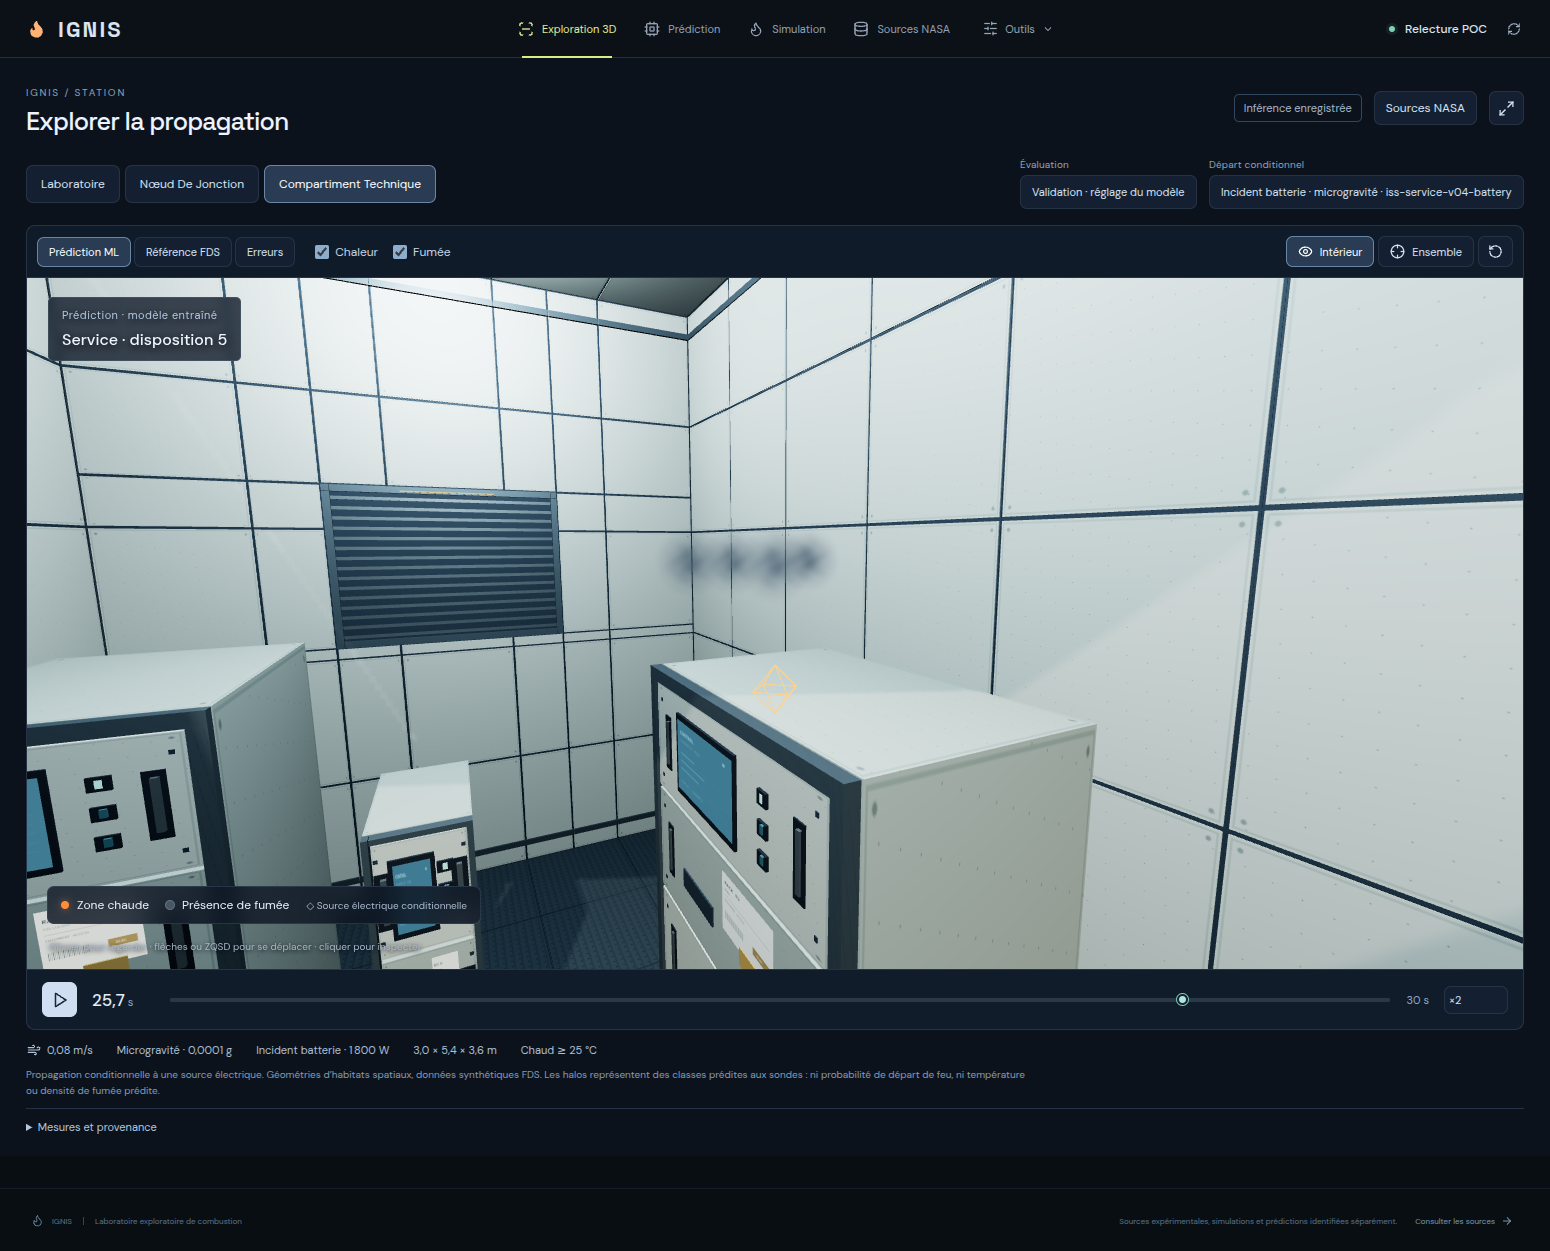 IGNIS
Exploration 3D
Prédiction
Simulation
Sources NASA
Outils
Relecture POC
IGNIS / STATION
Explorer la propagation
Inférence enregistrée
Sources NASA
Laboratoire
Nœud De Jonction
Compartiment Technique
Évaluation
Validation · réglage du modèle
Départ conditionnel
Incident batterie · microgravité · iss-service-v04-battery
Prédiction ML
Référence FDS
Erreurs
Chaleur
Fumée
Intérieur
Ensemble
Prédiction · modèle entraîné
Service · disposition 5
Zone chaude
Présence de fumée
◇ Source électrique conditionnelle
· flèches ou ZQSD pour se déplacer · cliquer pour inspecter
25,7 s
30 s
×2
0,08 m/s
Microgravité · 0,0001 g
Incident batterie · 1 800 W
3,0 × 5,4 × 3,6 m
Chaud ≥ 25 °C
Propagation conditionnelle à une source électrique. Géométries d'habitats spatiaux, données synthétiques FDS. Les halos représentent des classes prédites aux sondes : ni probabilité de départ de feu, ni température
ou densité de fumée prédite.
Mesures et provenance
IGNIS
Laboratoire exploratoire de combustion
Sources expérimentales, simulations et prédictions identifiées séparément.
Consulter les sources